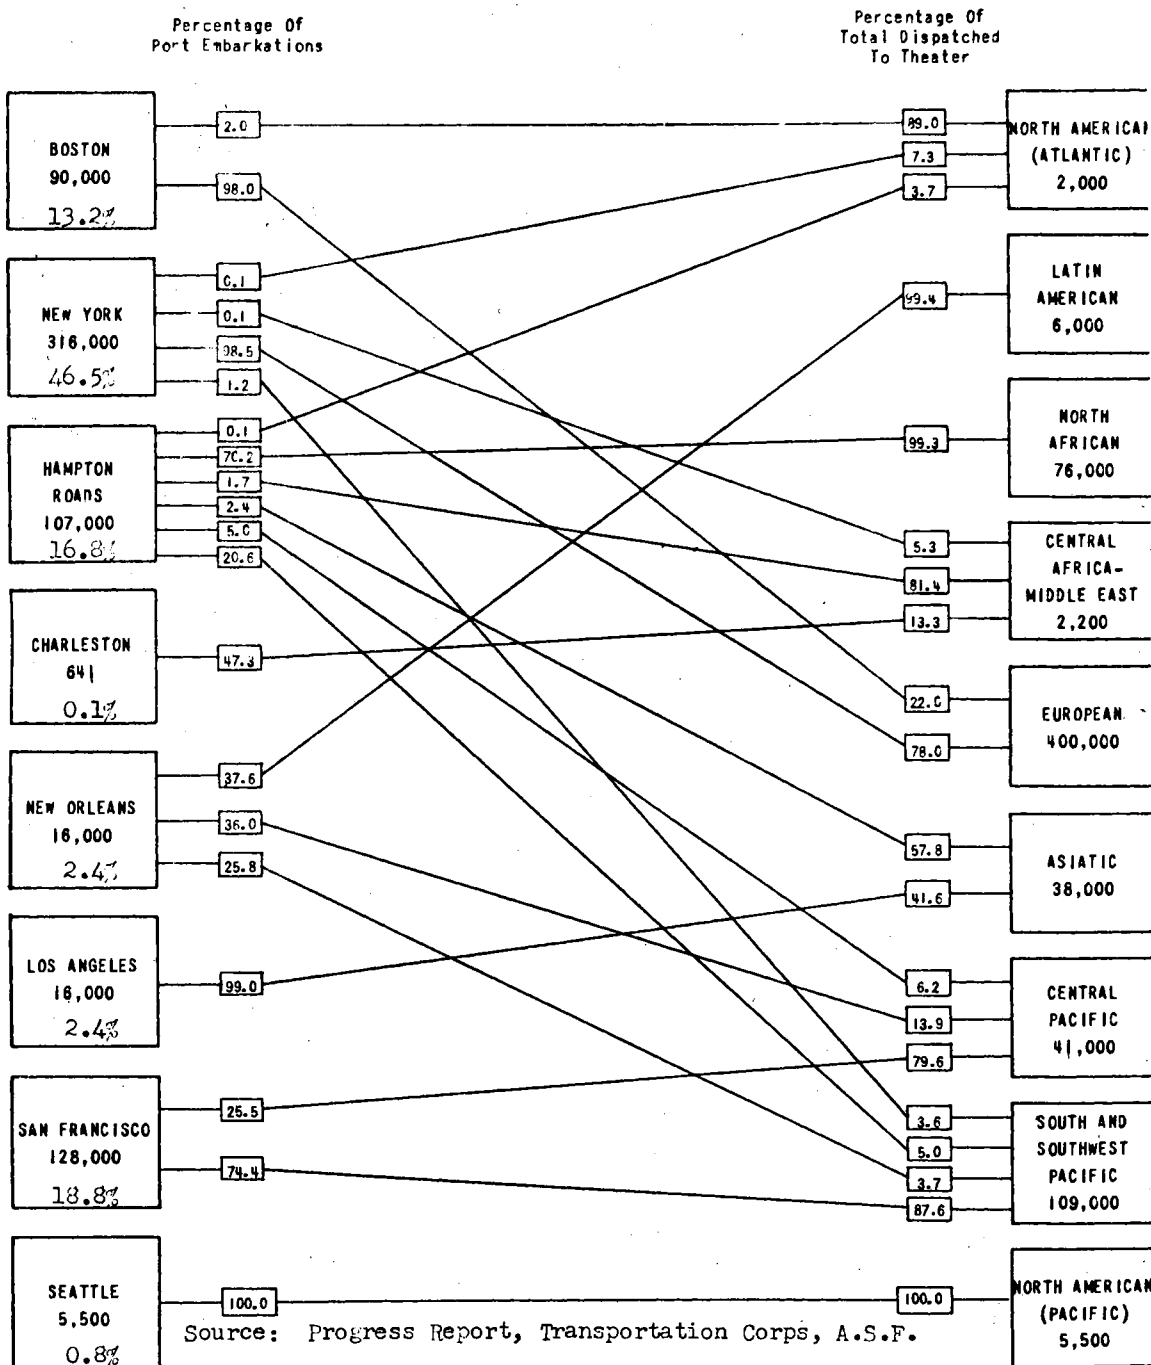 Percentage Of
Port Embarkations
Percentage Of
Total Dispatched
To Theater
BOSTON
90,000
13.2%
2.0
98.0
NEW YORK
316,000
46.5%
0.1
0.1
98.5
1.2
HAMPTON
ROADS
107,000
16.8%
0.1
70.2
1.7
2.4
5.0
20.6
CHARLESTON
641
0.1%
47.3
NEW ORLEANS
16,000
2.4%
37.6
36.0
25.8
LOS ANGELES
16,000
2.4%
99.0
SAN FRANCISCO
128,000
18.8%
25.5
74.4
SEATTLE
5,500
0.8%
100.0
89.0
7.3
3.7
NORTH AMERICAN
(ATLANTIC)
2,000
99.4
LATIN
AMERICAN
6,000
99.3
NORTH
AFRICAN
76,000
5.3
81.4
13.3
CENTRAL
AFRICA-
MIDDLE EAST
2,200
22.0
78.0
EUROPEAN
400,000
57.8
41.6
ASIATIC
38,000
6.2
13.9
79.6
CENTRAL
PACIFIC
41,000
3.6
5.0
3.7
87.6
SOUTH AND
SOUTHWEST
PACIFIC
109,000
100.0
NORTH AMERICAN
(PACIFIC)
5,500
Source: Progress Report, Transportation Corps, A.S.F.